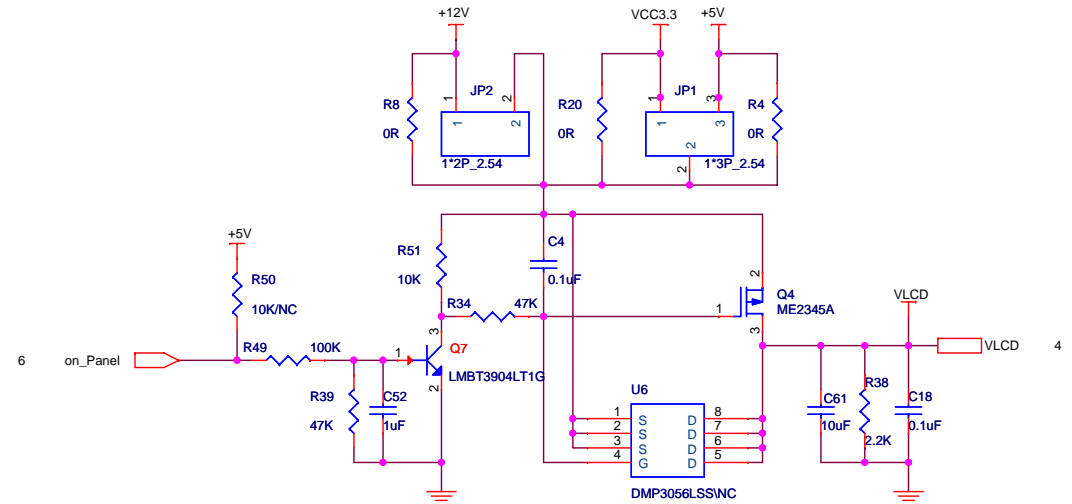 +12V
VCC3.3 +5V
JP2 JP1
1 2 1 3
R8 R20 R4
1 2 1 3
0R 0R 2 0R
1*2P_2.54 1*3P_2.54
2
+5V
R51 C4
R50 10K 0.1uF 2
10K/NC R34 47K Q4
1 ME2345A VLCD
3 3
R49 100K 1 Q7 VLCD 4
6 on_Panel
LMBT3904LT1G
2 U6 R38
R39 C52 C61 C18
47K 1uF 10uF 0.1uF
2.2K
1 S D 8
2 S D 7
3 S D 6
4 G D 5
DMP3056LSS\NC